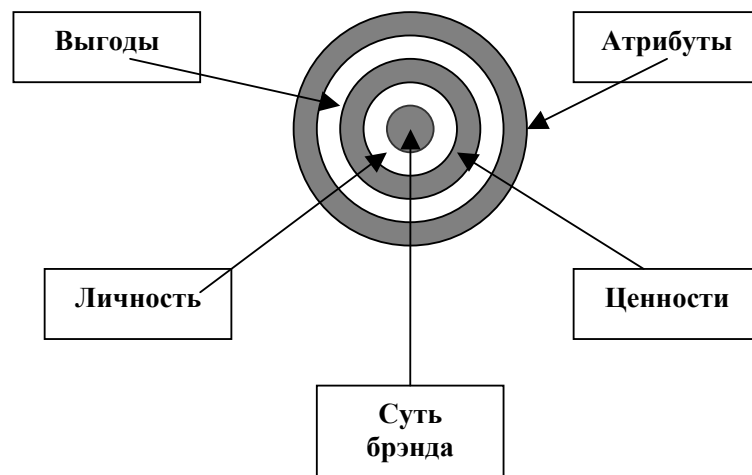 Выгоды
Атрибуты
Личность
Ценности
Суть
брэнда